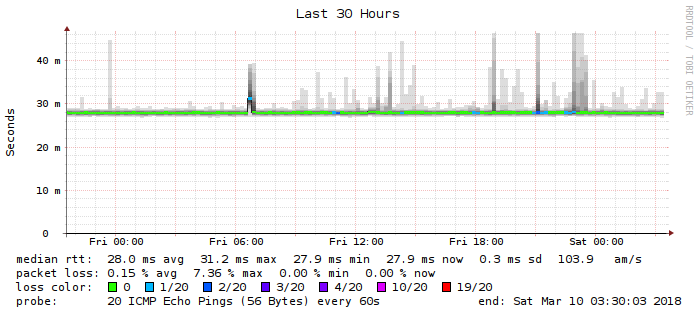 Last 30 Hours
RRDTOOL / TOBI OETIKER
Seconds
40 m
30 m
20 m
10 m
0
Fri 00:00 Fri 06:00 Fri 12:00 Fri 18:00 Sat 00:00
median rtt: 28.0 ms avg 31.2 ms max 27.9 ms min 27.9 ms now 0.3 ms sd 103.9 am/s
packet loss: 0.15 % avg 7.36 % max 0.00 % min 0.00 % now
loss color: 0 1/20 2/20 3/20 4/20 10/20 19/20
probe: 20 ICMP Echo Pings (56 Bytes) every 60s end: Sat Mar 10 03:30:03 2018